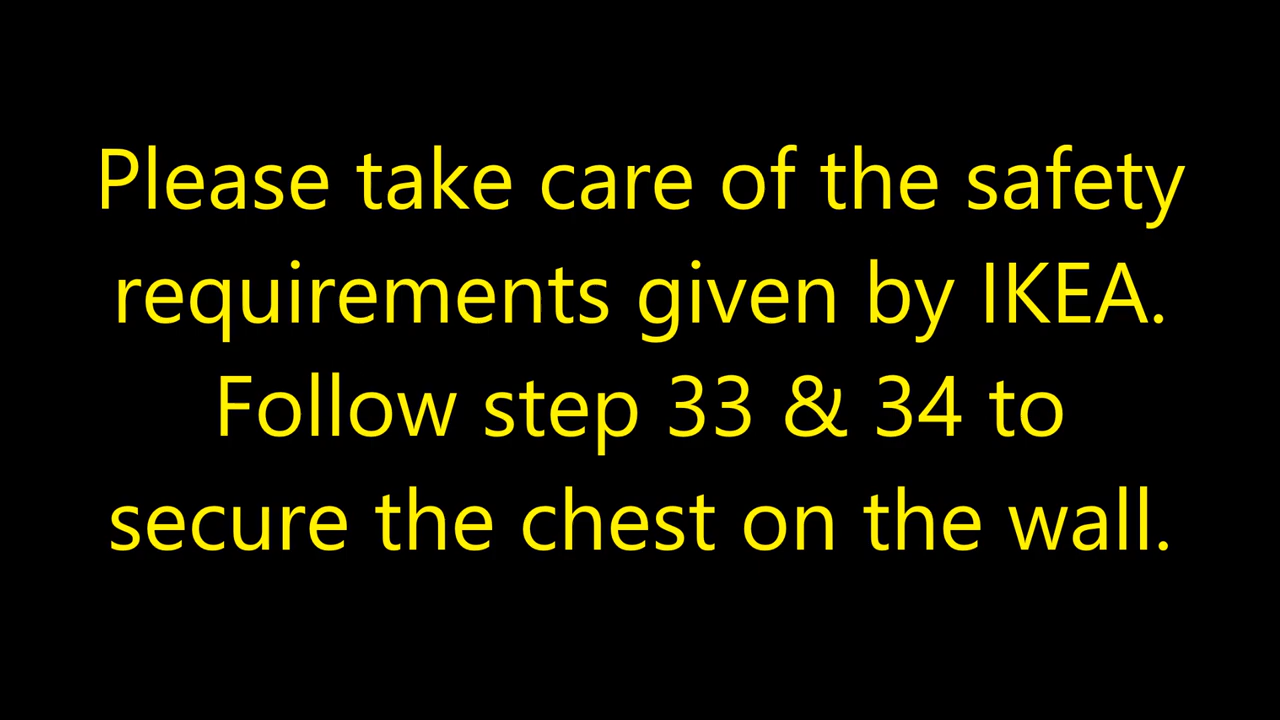 Please take care of the safety
requirements given by IKEA.
Follow step 33 & 34 to
secure the chest on the wall.